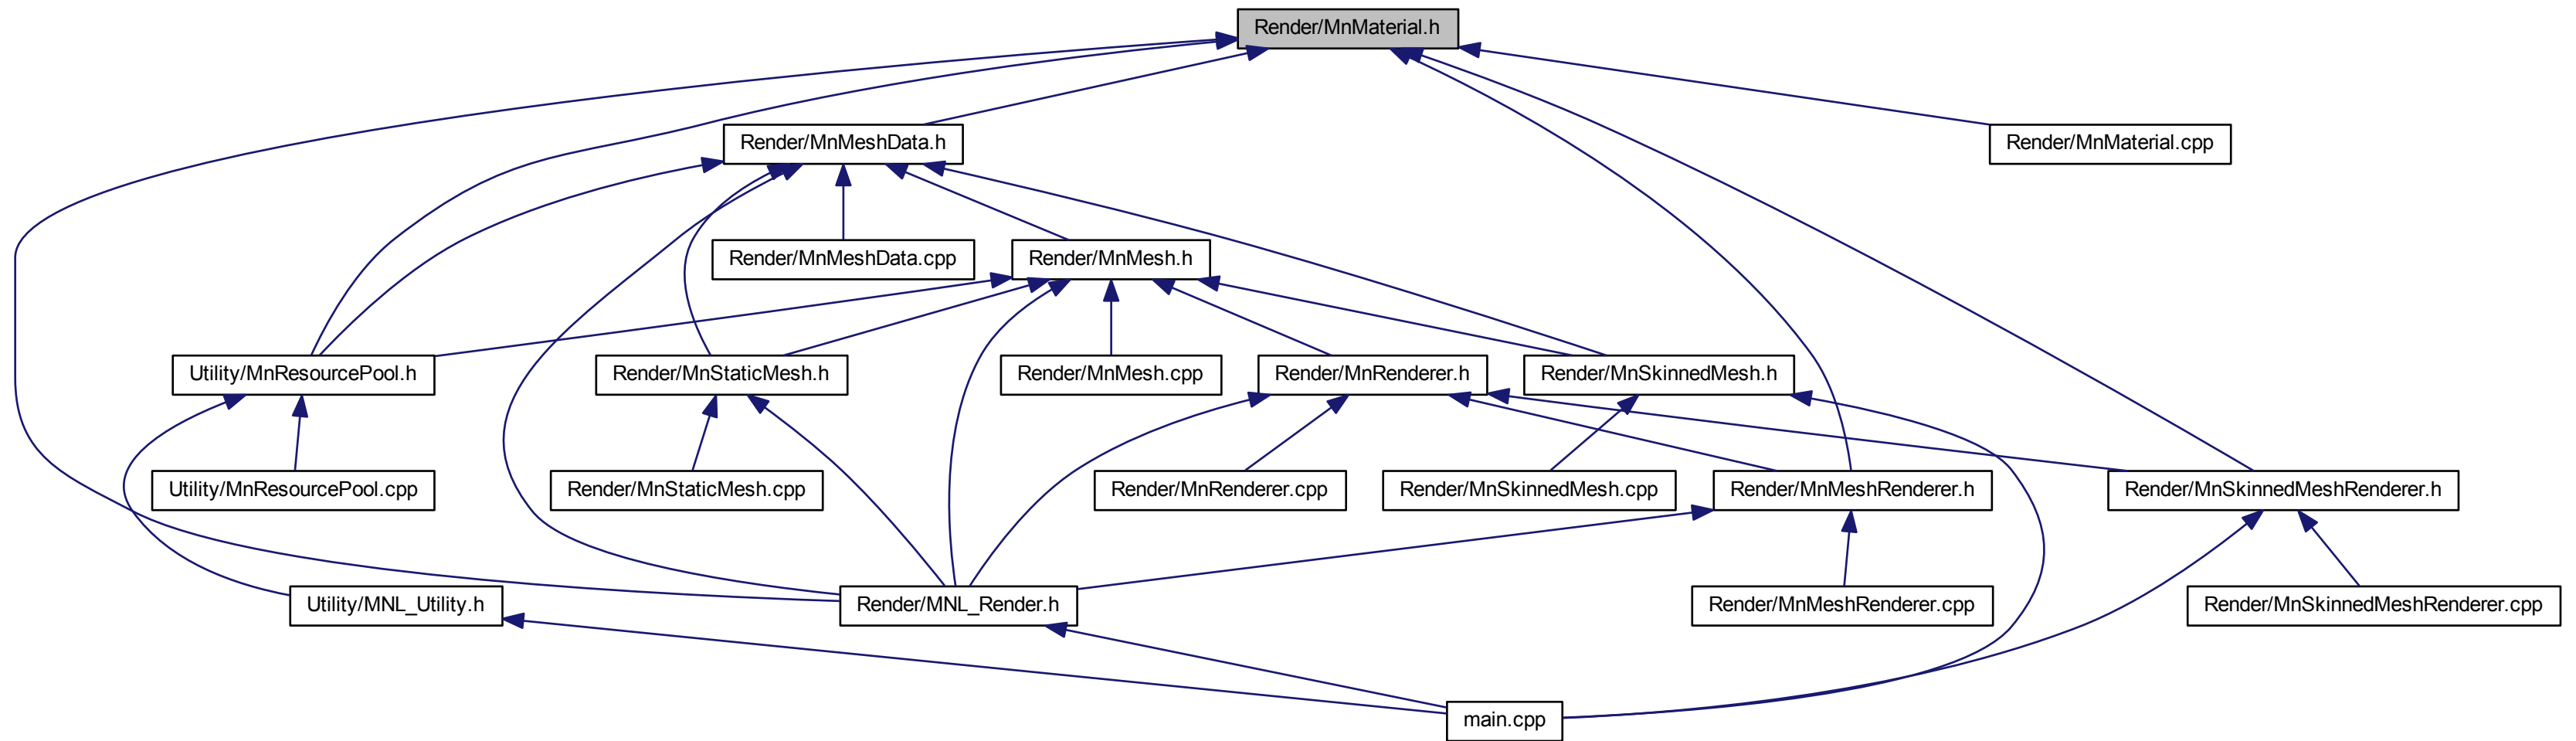 Render/MnMaterial.h
Render/MnMeshData.h
Render/MnMaterial.cpp
Render/MnMeshData.cpp
Render/MnMesh.h
Utility/MnResourcePool.h
Render/MnStaticMesh.h
Render/MnMesh.cpp
Render/MnRenderer.h
Render/MnSkinnedMesh.h
Utility/MnResourcePool.cpp
Render/MnStaticMesh.cpp
Render/MnRenderer.cpp
Render/MnSkinnedMesh.cpp
Render/MnMeshRenderer.h
Render/MnSkinnedMeshRenderer.h
Utility/MNL_Utility.h
Render/MNL_Render.h
Render/MnMeshRenderer.cpp
Render/MnSkinnedMeshRenderer.cpp
main.cpp